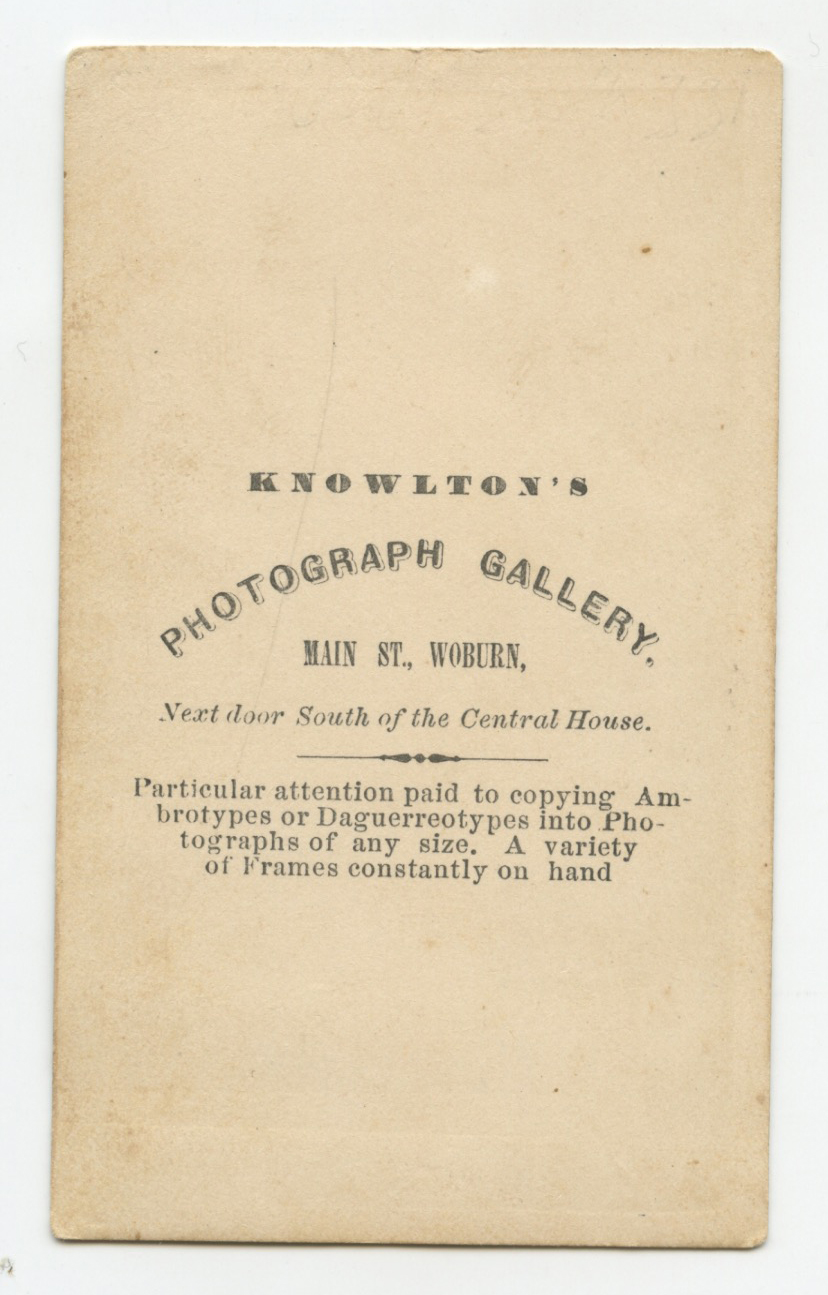 KNOWLTON'S
PHOTOGRAPH GALLERY,
MAIN ST., WOBURN,
Next door South of the Central House.
Particular attention paid to copying Am-
brotypes or Daguerreotypes into Pho-
tographs of any size. A variety
of Frames constantly on hand